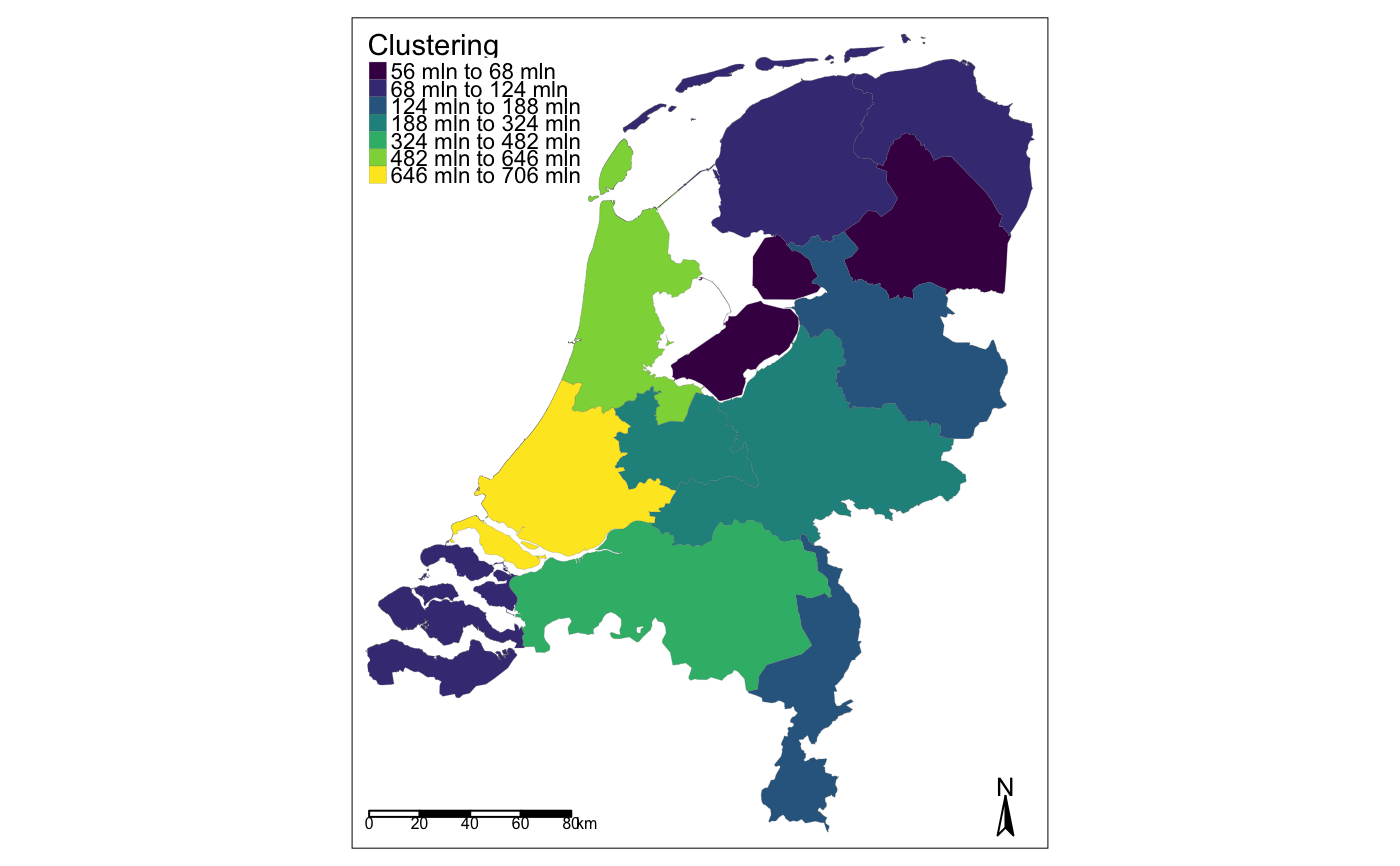 Clustering
56 mln to 68 mln
68 mln to 124 mln
124 mln to 188 mln
188 mln to 324 mln
324 mln to 482 mln
482 mln to 646 mln
646 mln to 706 mln
N
0 20 40 60 80km